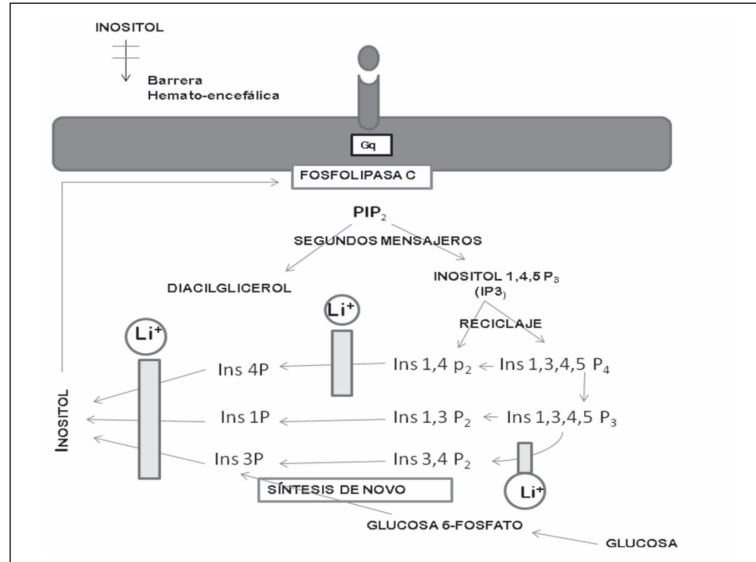 INOSITOL
Barrera
Hemato-encefálica
Gq
FOSFOLIPASA C
PIP₂
SEGUNDOS MENSAJEROS
DIACILGLICEROL
INOSITOL 1,4,5 P₃
(IP3)
RECICLAJE
Li⁺
Li⁺
Ins 4P
Ins 1,4 p₂
Ins 1,3,4,5 P₄
INOSITOL
Ins 1P
Ins 1,3 P₂
Ins 1,3,4,5 P₃
Ins 3P
Ins 3,4 P₂
Li⁺
SÍNTESIS DE NOVO
GLUCOSA 6-FOSFATO
GLUCOSA